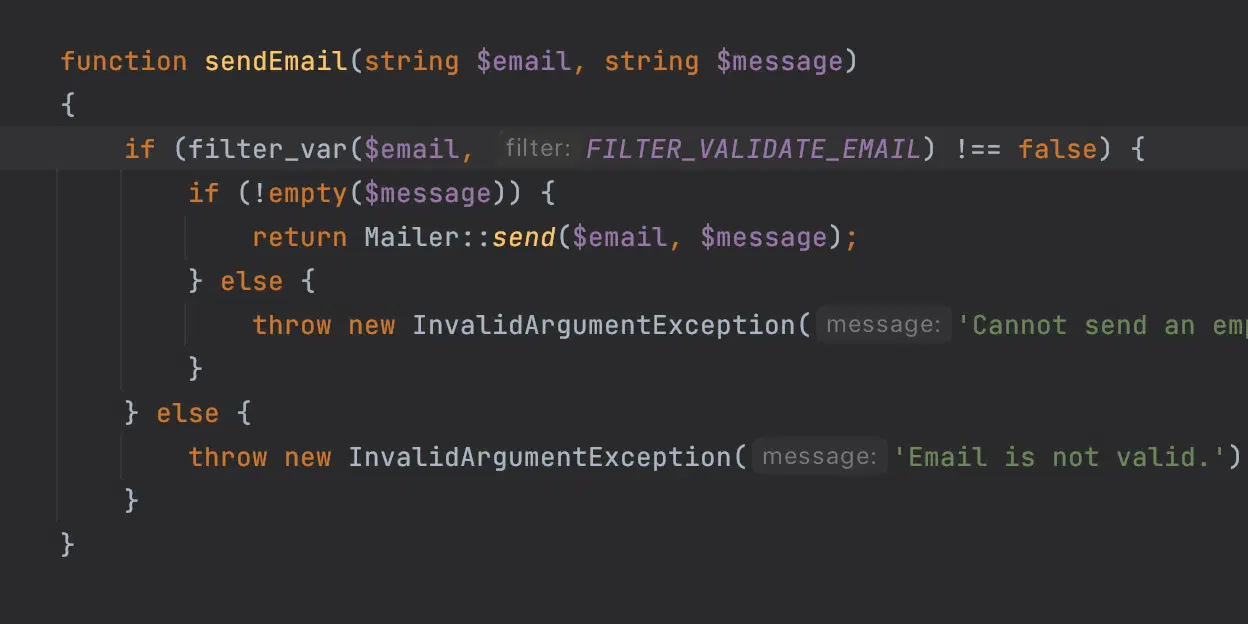 function sendEmail(string $email, string $message)
{
if (filter_var($email, filter: FILTER_VALIDATE_EMAIL) !== false) {
if (!empty($message)) {
return Mailer::send($email, $message);
} else {
throw new InvalidArgumentException( message: 'Cannot send an
}
} else {
throw new InvalidArgumentException( message: 'Email is not valid.')
}
}